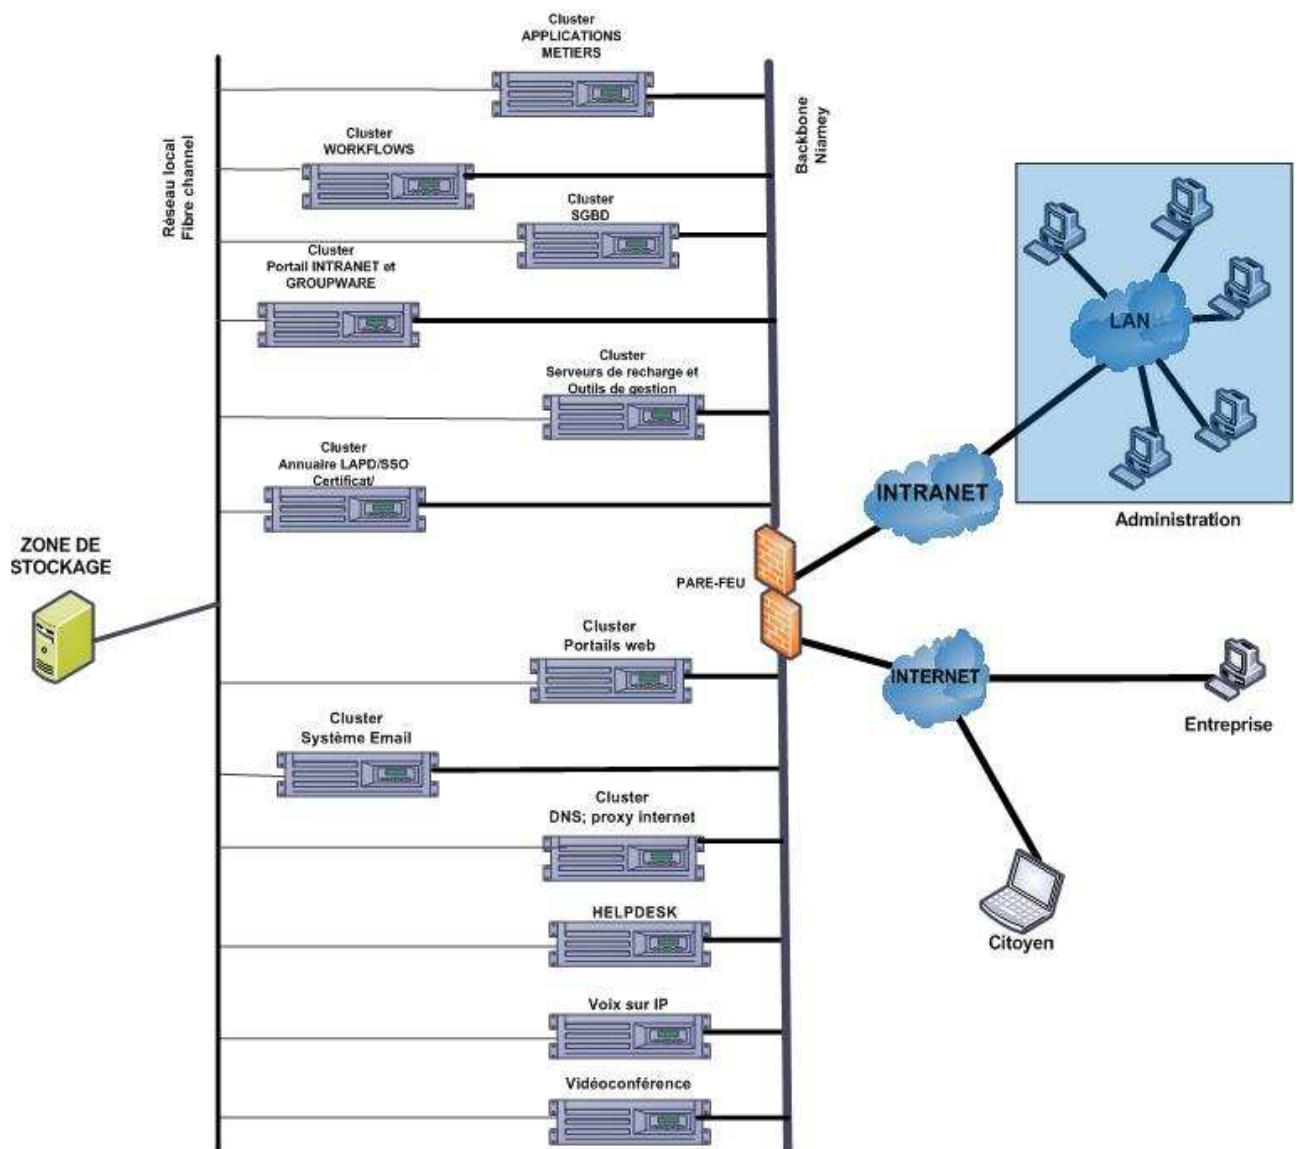 Cluster
APPLICATIONS
METIERS
Réseau local
Fibre channel
Backbone
Niamey
Cluster
WORKFLOWS
Cluster
SGBD
Cluster
Portail INTRANET et
GROUPWARE
LAN
Cluster
Serveurs de recharge et
Outils de gestion
Cluster
Annuaire LAPD/SSO
Certificat/
INTRANET
Administration
ZONE DE
STOCKAGE
PARE-FEU
Cluster
Portails web
INTERNET
Entreprise
Cluster
Système Email
Cluster
DNS; proxy internet
HELPDESK
Citoyen
Voix sur IP
Vidéoconférence